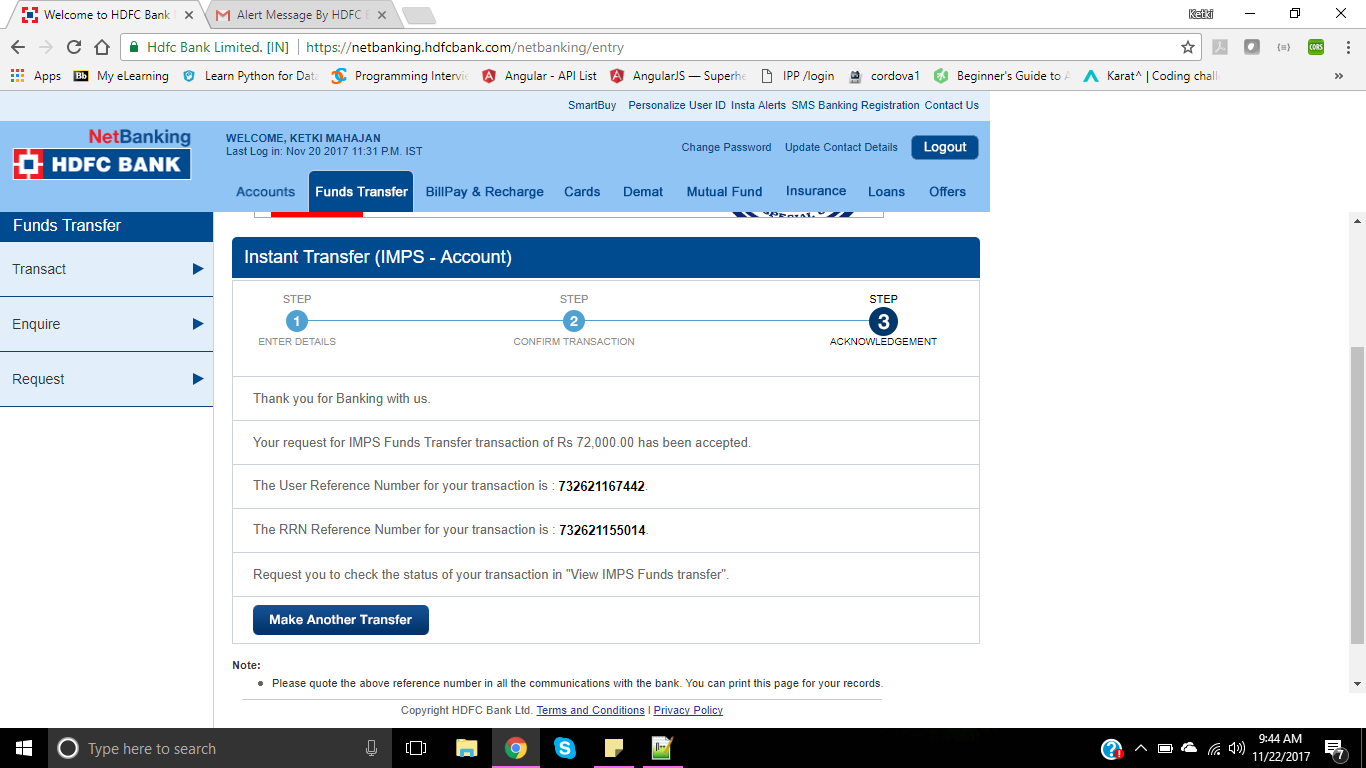 Welcome to HDFC Bank
Alert Message By HDFC
Ketki
Hdfc Bank Limited. [IN]
https://netbanking.hdfcbank.com/netbanking/entry
Apps
Bb My eLearning
Learn Python for Dat
Programming Intervi
Angular - API List
AngularJS — Superhe
IPP /login
cordova1
Beginner's Guide to
Karat^ | Coding chall
CORS
SmartBuy Personalize User ID Insta Alerts SMS Banking Registration Contact Us
NetBanking
HDFC BANK
WELCOME, KETKI MAHAJAN
Last Log in: Nov 20 2017 11:31 P.M. IST
Change Password Update Contact Details Logout
Accounts Funds Transfer BillPay & Recharge Cards Demat Mutual Fund Insurance Loans Offers
Funds Transfer
Transact
Enquire
Request
Instant Transfer (IMPS - Account)
STEP STEP STEP
1 2 3
ENTER DETAILS CONFIRM TRANSACTION ACKNOWLEDGEMENT
Thank you for Banking with us.
Your request for IMPS Funds Transfer transaction of Rs 72,000.00 has been accepted.
The User Reference Number for your transaction is : 732621167442.
The RRN Reference Number for your transaction is : 732621155014.
Request you to check the status of your transaction in "View IMPS Funds transfer".
Make Another Transfer
Note:
• Please quote the above reference number in all the communications with the bank. You can print this page for your records.
Copyright HDFC Bank Ltd. Terms and Conditions I Privacy Policy
Type here to search
9:44 AM
11/22/2017
7